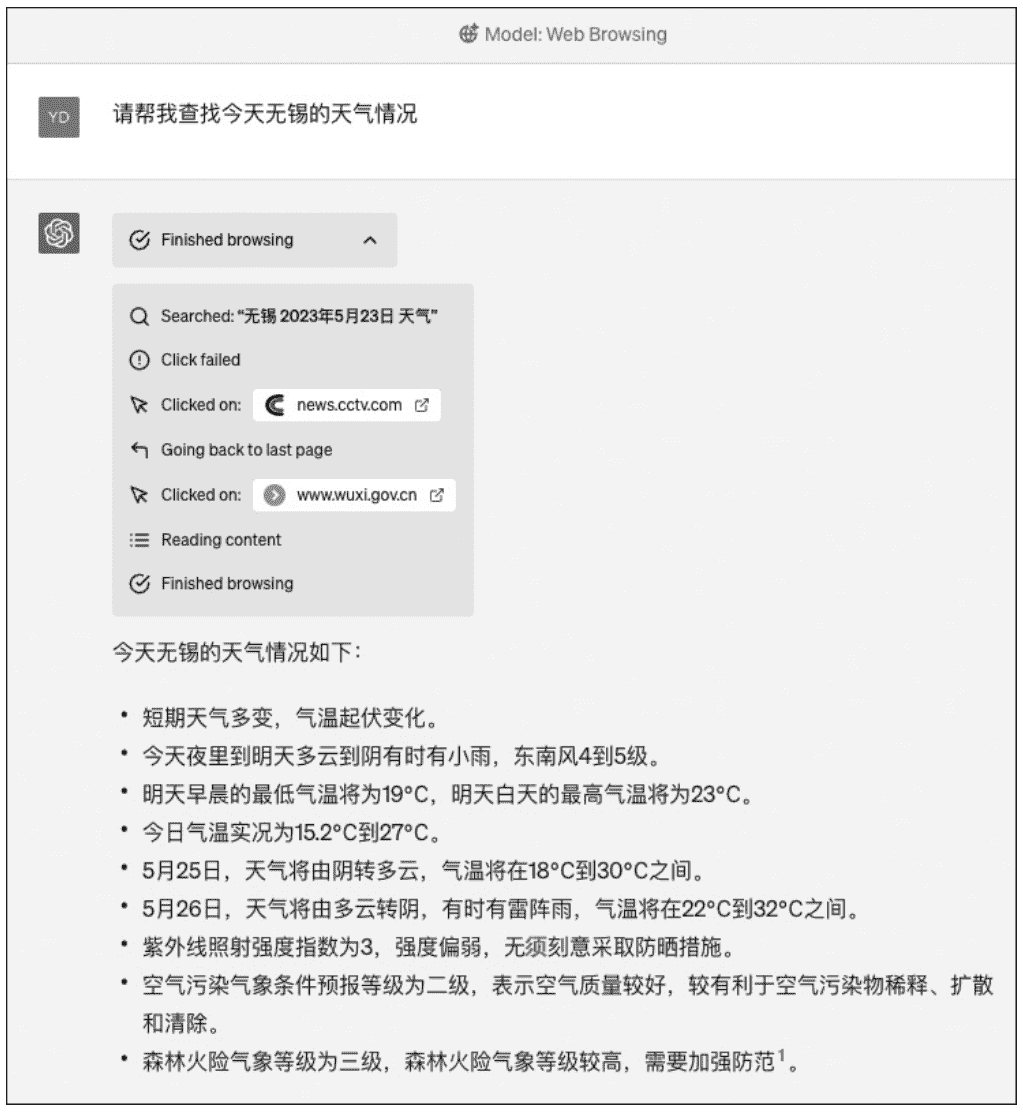 Model: Web Browsing
YD
请帮我查找今天无锡的天气情况
Finished browsing
Searched: “无锡 2023年5月23日 天气”
Click failed
Clicked on: news.cctv.com
Going back to last page
Clicked on: www.wuxi.gov.cn
Reading content
Finished browsing
今天无锡的天气情况如下：
• 短期天气多变，气温起伏变化。
• 今天夜里到明天多云到阴有时有小雨，东南风4到5级。
• 明天早晨的最低气温将为19°C，明天白天的最高气温将为23°C。
• 今日气温实况为15.2°C到27°C。
• 5月25日，天气将由阴转多云，气温将在18°C到30°C之间。
• 5月26日，天气将由多云转阴，有时有雷阵雨，气温将在22°C到32°C之间。
• 紫外线照射强度指数为3，强度偏弱，无须刻意采取防晒措施。
• 空气污染气象条件预报等级为二级，表示空气质量较好，较有利于空气污染物稀释、扩散
和清除。
• 森林火险气象等级为三级，森林火险气象等级较高，需要加强防范1。